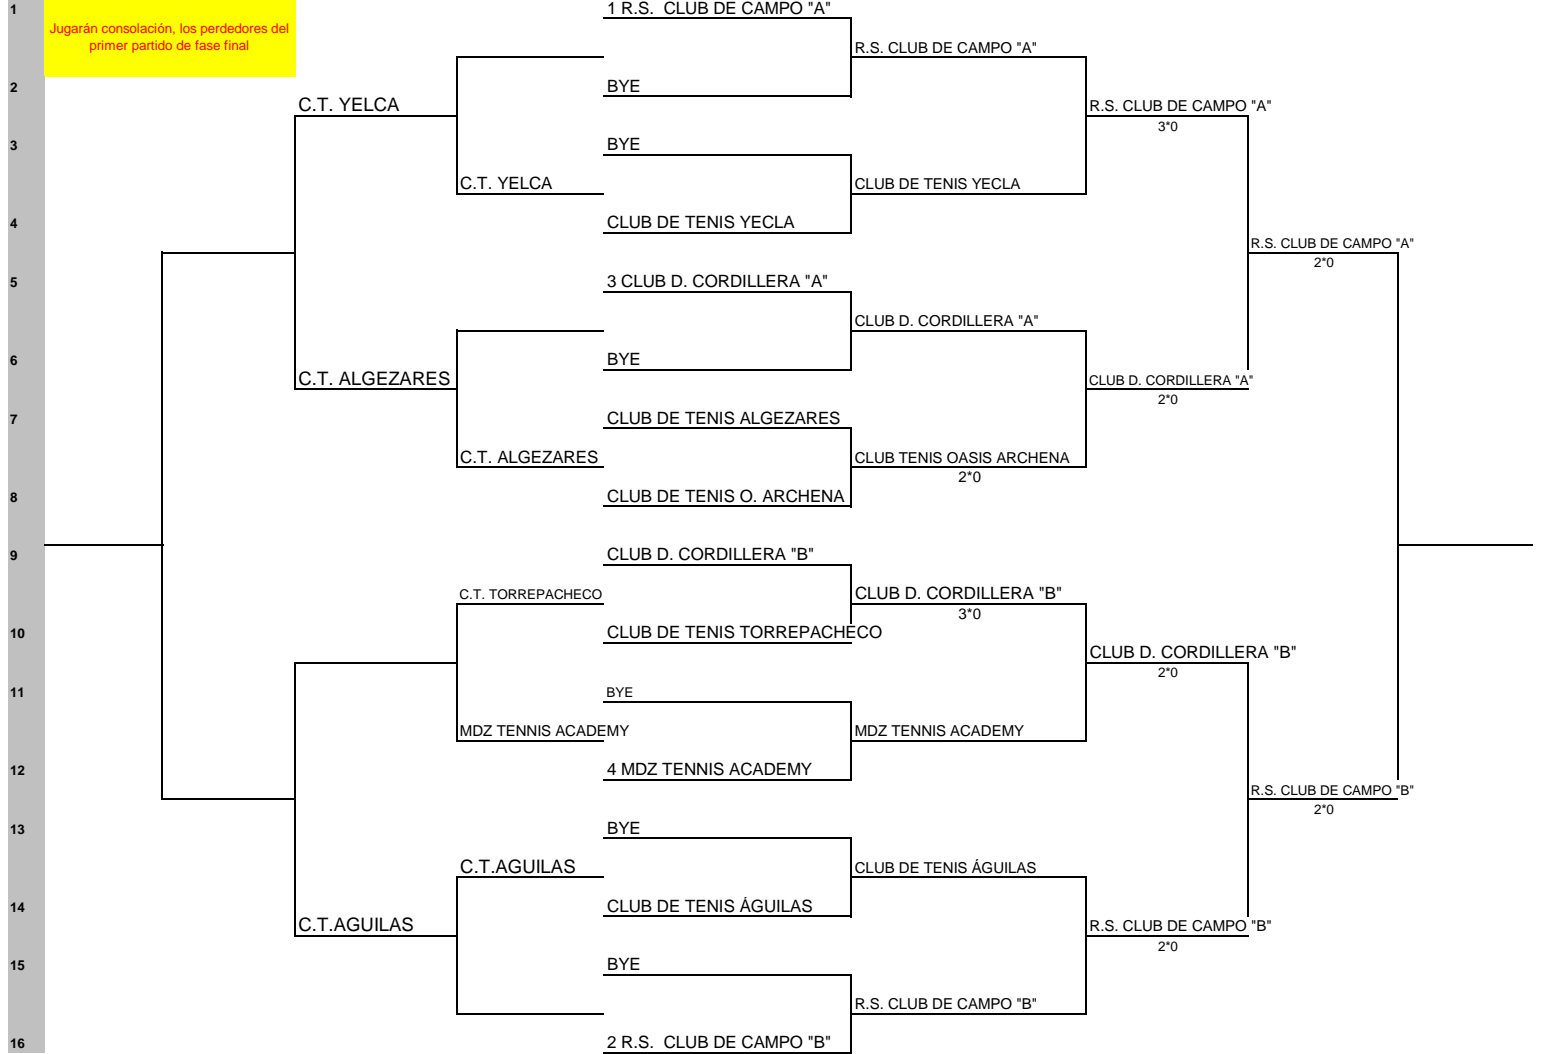 1
1 R.S. CLUB DE CAMPO "A"
Jugarán consolación, los perdedores del
primer partido de fase final
R.S. CLUB DE CAMPO "A"
2
BYE
C.T. YELCA
R.S. CLUB DE CAMPO "A"
3*0
3
BYE
C.T. YELCA
CLUB DE TENIS YECLA
4
CLUB DE TENIS YECLA
R.S. CLUB DE CAMPO "A"
2*0
5
3 CLUB D. CORDILLERA "A"
CLUB D. CORDILLERA "A"
6
BYE
C.T. ALGEZARES
CLUB D. CORDILLERA "A"
2*0
7
CLUB DE TENIS ALGEZARES
C.T. ALGEZARES
CLUB TENIS OASIS ARCHENA
2*0
8
CLUB DE TENIS O. ARCHENA
9
CLUB D. CORDILLERA "B"
C.T. TORREPACHECO
CLUB D. CORDILLERA "B"
3*0
10
CLUB DE TENIS TORREPACHECO
CLUB D. CORDILLERA "B"
2*0
11
BYE
MDZ TENNIS ACADEMY
MDZ TENNIS ACADEMY
12
4 MDZ TENNIS ACADEMY
R.S. CLUB DE CAMPO "B"
2*0
13
BYE
C.T.AGUILAS
CLUB DE TENIS ÁGUILAS
14
CLUB DE TENIS ÁGUILAS
C.T.AGUILAS
R.S. CLUB DE CAMPO "B"
2*0
15
BYE
R.S. CLUB DE CAMPO "B"
16
2 R.S. CLUB DE CAMPO "B"